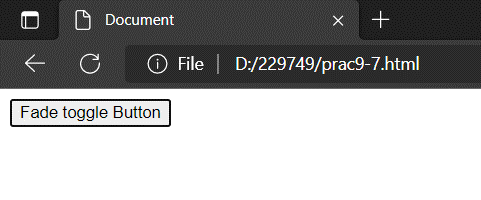 Document
File
D:/229749/prac9-7.html
Fade toggle Button